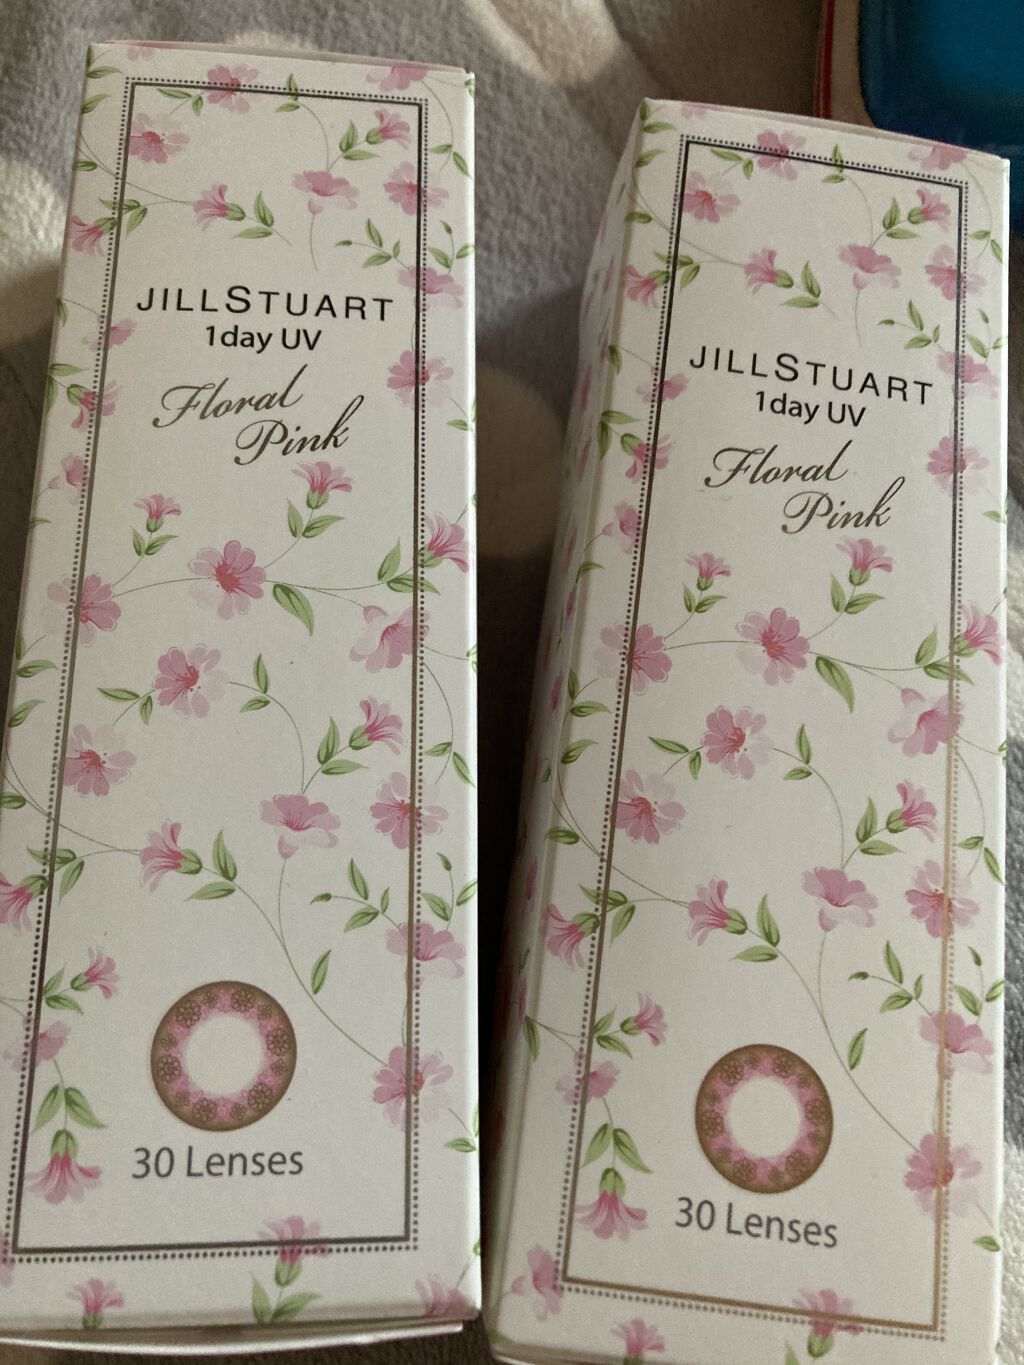 JILLSTUART
1day UV
Floral
Pink
30 Lenses
JILLSTUART
1day UV
Floral
Pink
30 Lenses